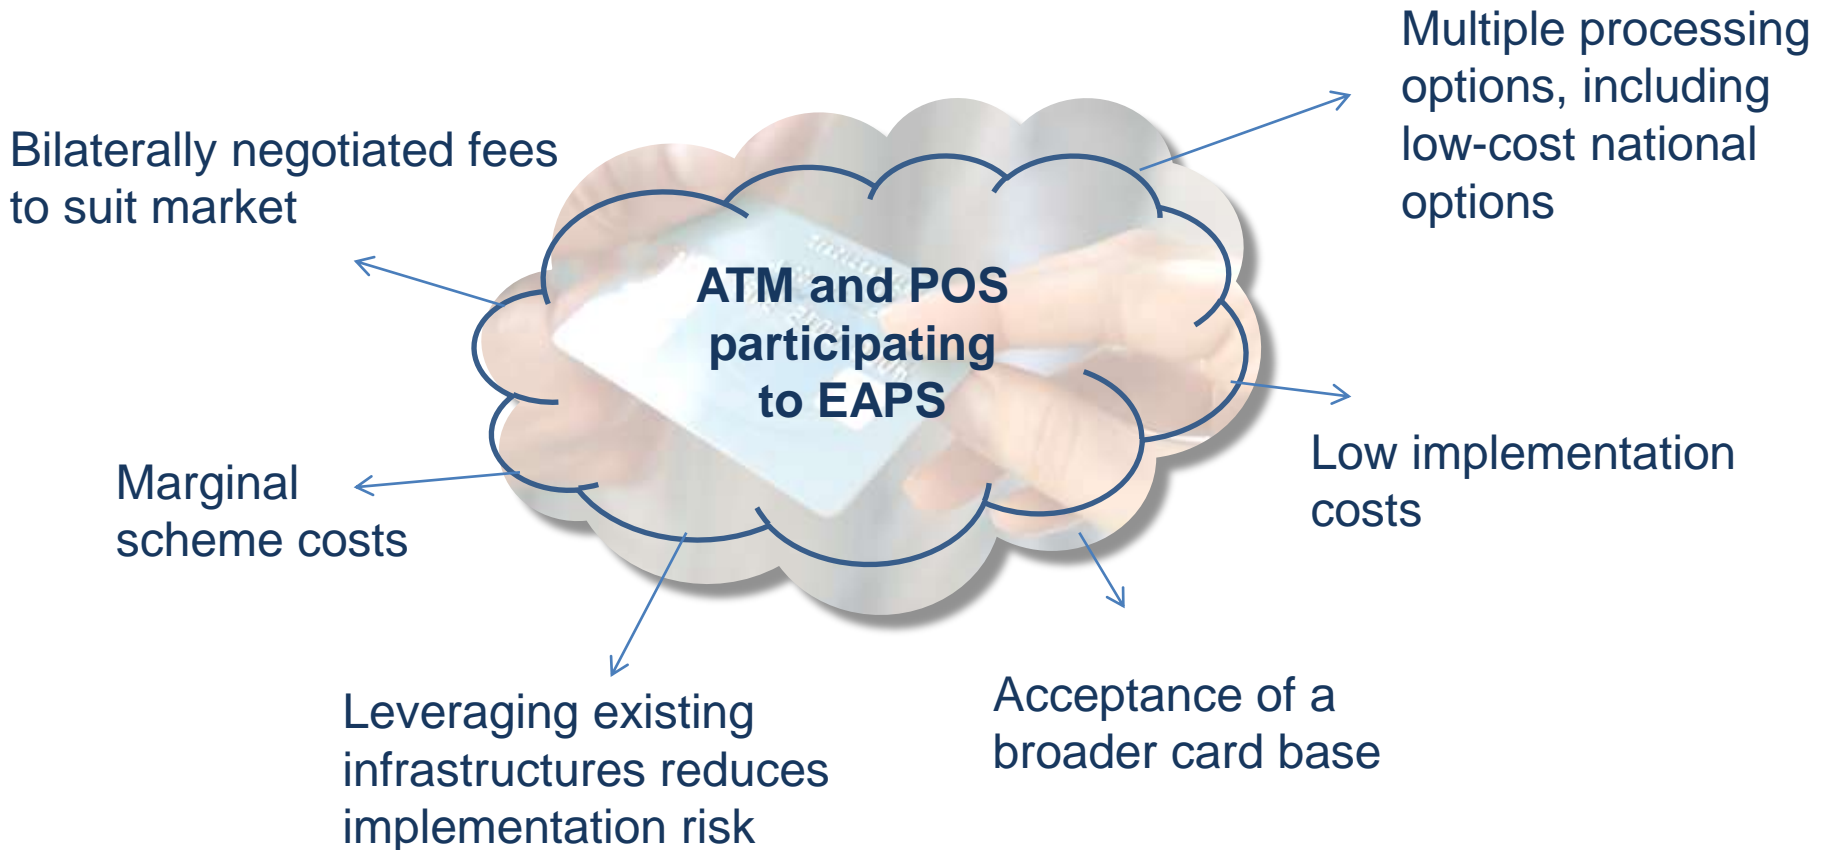 Multiple processing
options, including
low-cost national
options
Bilaterally negotiated fees
to suit market
ATM and POS
participating
to EAPS
Low implementation
costs
Marginal
scheme costs
Acceptance of a
broader card base
Leveraging existing
infrastructures reduces
implementation risk